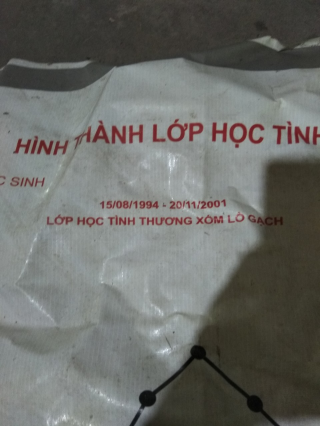 HÌNH THÀNH LỚP HỌC TÌNH
C SINH
15/08/1994 - 20/11/2001
LỚP HỌC TÌNH THƯƠNG XÓM LÒ GẠCH